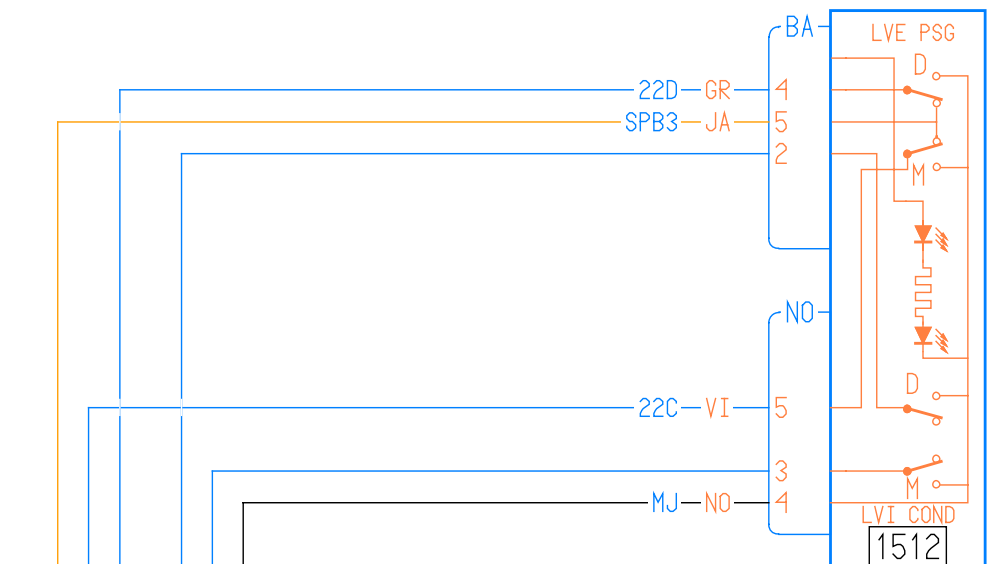 BA
LVE PSG
D
22D GR 4
SPB3 JA 5
2
M
NO
D
22C VI 5
3
M
MJ NO 4
LVI COND
1512